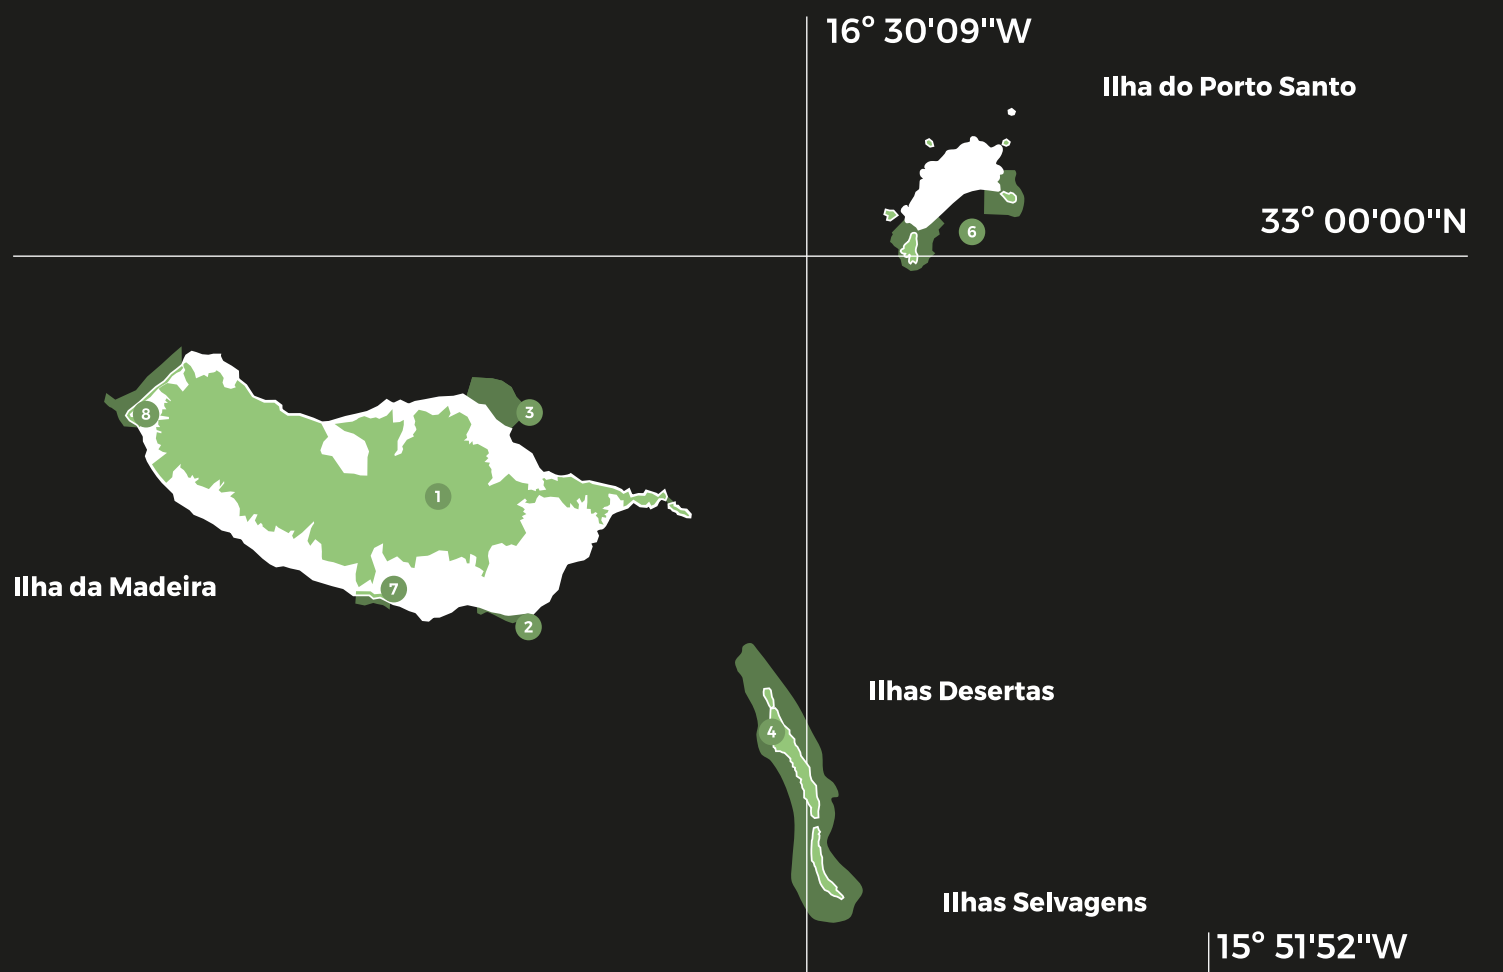 16° 30'09"W
Ilha do Porto Santo
33° 00'00"N
6
8
3
1
Ilha da Madeira
7
2
Ilhas Desertas
4
Ilhas Selvagens
15° 51'52"W